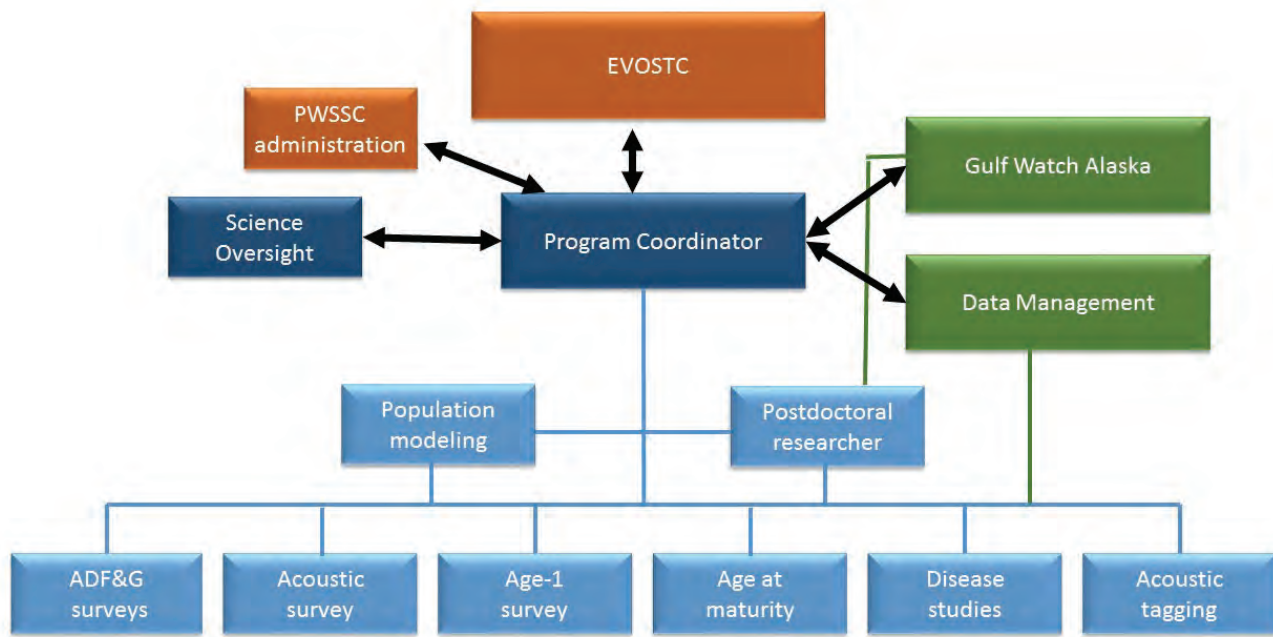 EVOSTC
PWSSC
administration
Gulf Watch Alaska
Science
Oversight
Program Coordinator
Data Management
Population
modeling
Postdoctoral
researcher
ADF&G
surveys
Acoustic
survey
Age-1
survey
Age at
maturity
Disease
studies
Acoustic
tagging